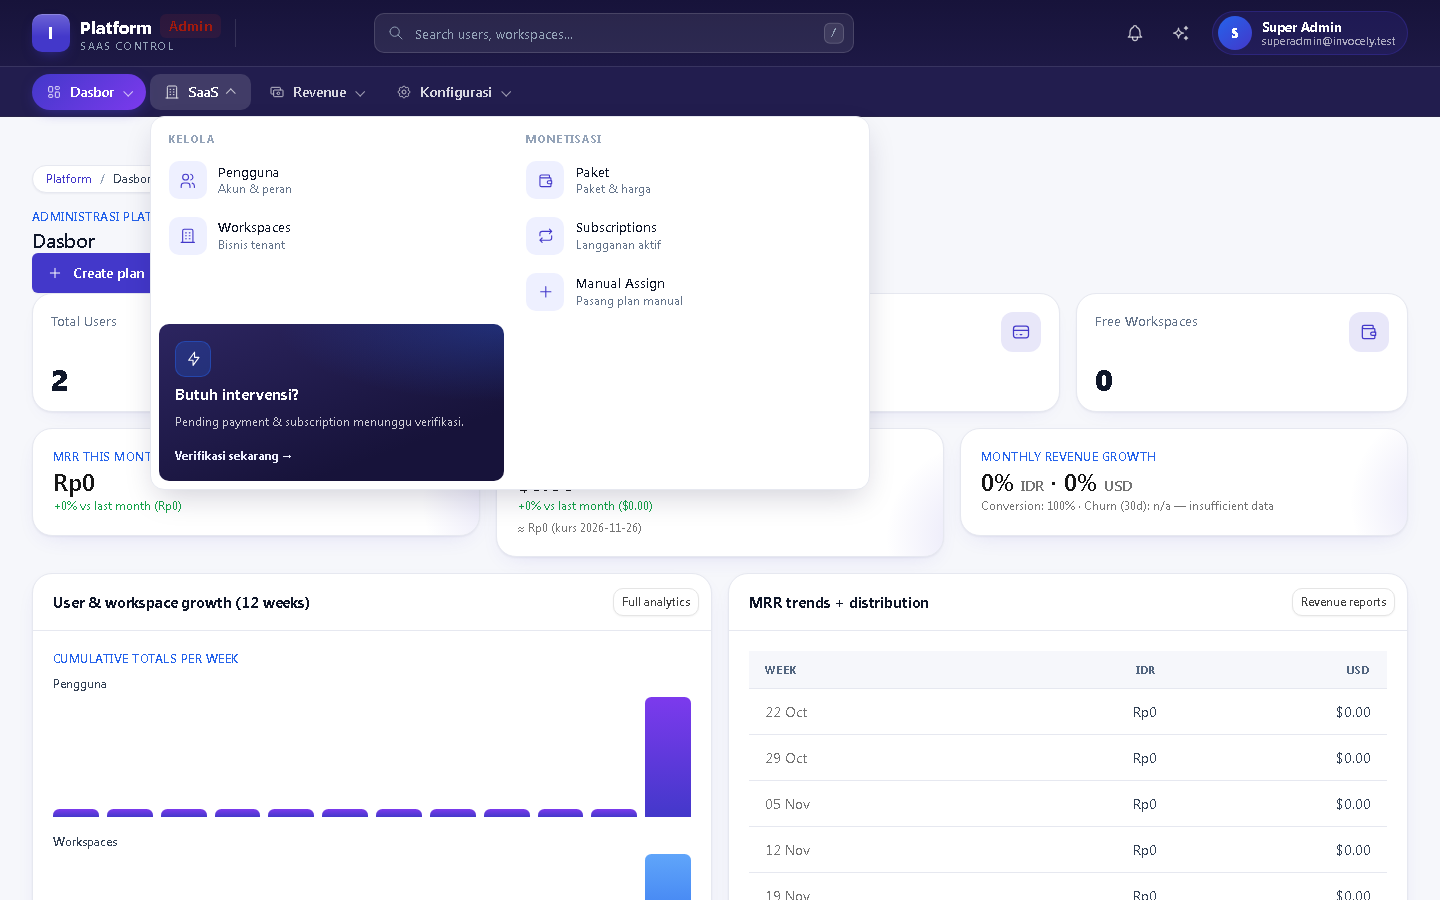 I
Platform Admin
SAAS CONTROL
Search users, workspaces...
/
S
Super Admin
superadmin@invocely.test
Dasbor
SaaS
Revenue
Konfigurasi
KELOLA
Pengguna
Akun & peran
Workspaces
Bisnis tenant
MONETISASI
Paket
Paket & harga
Subscriptions
Langganan aktif
Manual Assign
Pasang plan manual
Butuh intervensi?
Pending payment & subscription menunggu verifikasi.
Verifikasi sekarang →
Platform / Dasbor
ADMINISTRASI PLAT
Dasbor
+ Create plan
Total Users
2
Free Workspaces
0
MRR THIS MONT
Rp0
+0% vs last month (Rp0)
+0% vs last month ($0.00)
≈ Rp0 (kurs 2026-11-26)
MONTHLY REVENUE GROWTH
0% IDR · 0% USD
Conversion: 100% · Churn (30d): n/a — insufficient data
User & workspace growth (12 weeks)
Full analytics
CUMULATIVE TOTALS PER WEEK
Pengguna
Workspaces
MRR trends + distribution
Revenue reports
WEEK IDR USD
22 Oct Rp0 $0.00
29 Oct Rp0 $0.00
05 Nov Rp0 $0.00
12 Nov Rp0 $0.00
19 Nov Rp0 $0.00